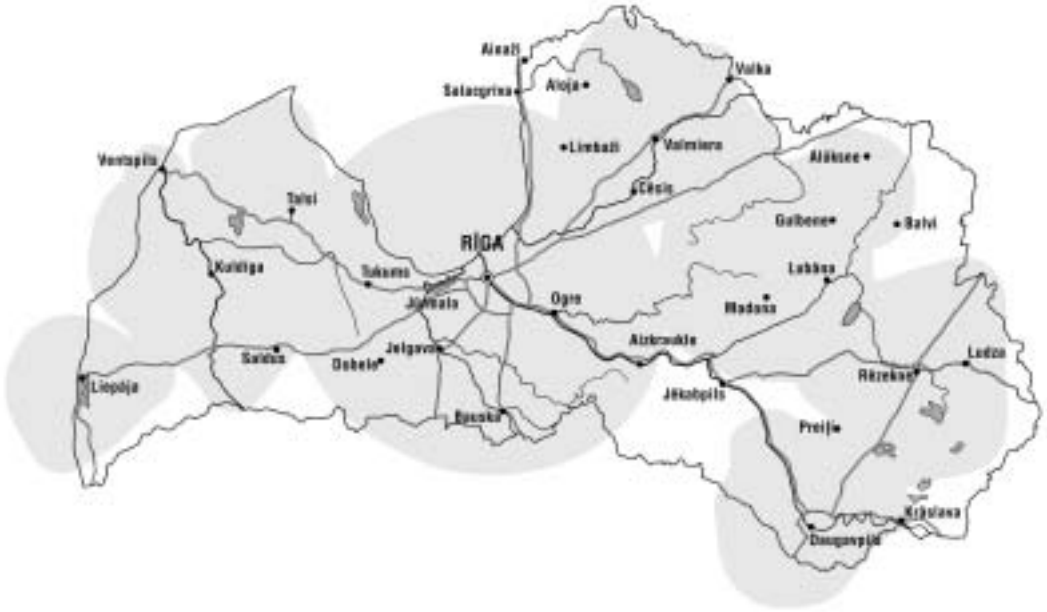 Ainaži
Valka
Salacgrīva
Aloja
Limbaži
Valmiera
Alūksne
Ventspils
Cēsis
Talsi
Gulbene
Balvi
RĪGA
Kuldīga
Tukums
Lubāna
Jūrmala
Ogre
Madona
Aizkraukle
Saldus
Dobele
Jelgava
Rēzekne
Ludza
Liepāja
Jēkabpils
Bauska
Preiļi
Krāslava
Daugavpils